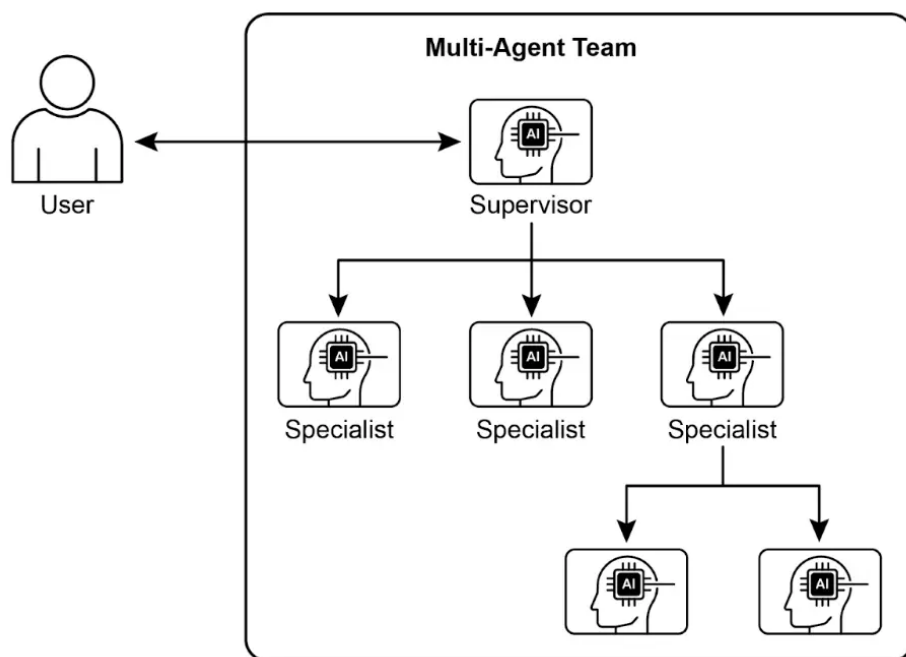 Multi-Agent Team
AI
User
Supervisor
AI
AI
AI
Specialist
Specialist
Specialist
AI
AI